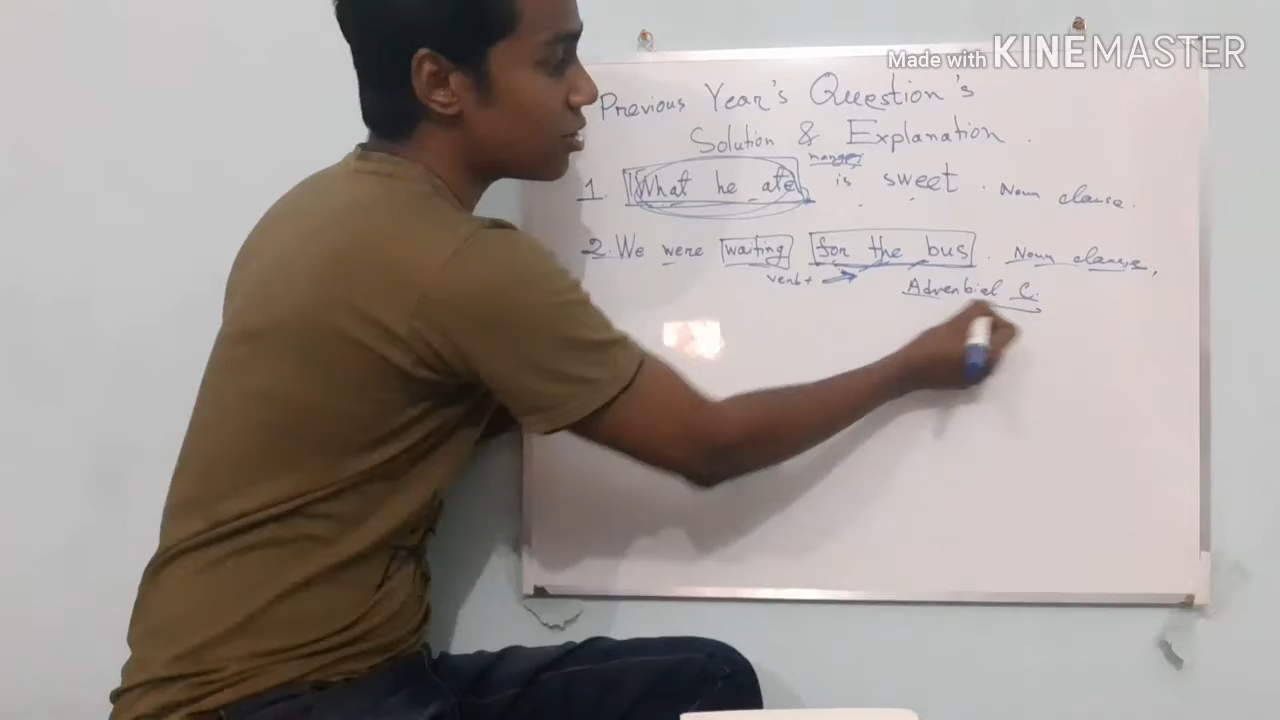 Made with KINEMASTER
Previous Year's Question's
Solution & Explanation.
mango
1. What he ate is sweet. Noun clause.
2. We were waiting for the bus. Noun clause,
verb+
Adverbial C.